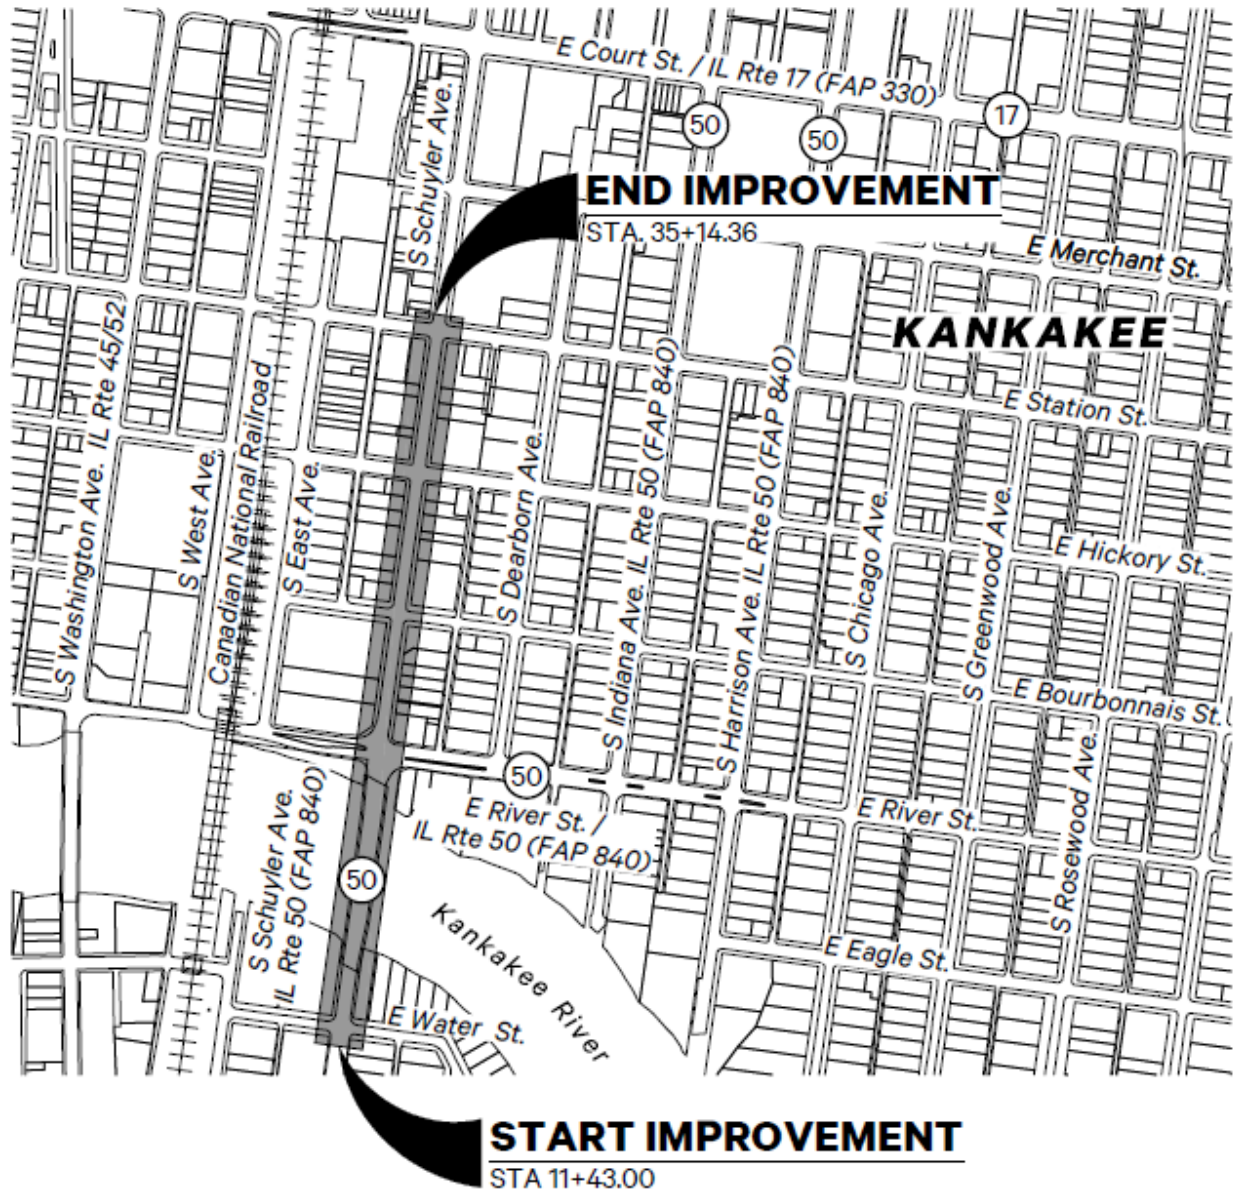 E Court St. / IL Rte 17 (FAP 330)
S Schuyler Ave.
50
50
17
END IMPROVEMENT
STA. 35+14.36
E Merchant St.
KANKAKEE
E Station St.
S Washington Ave. IL Rte 45/52
S West Ave.
Canadian National Railroad
S East Ave.
S Dearborn Ave.
S Indiana Ave. IL Rte 50 (FAP 840)
S Harrison Ave. IL Rte 50 (FAP 840)
S Chicago Ave.
S Greenwood Ave.
E Hickory St.
E Bourbonnais St.
S Rosewood Ave.
50
E River St. /
IL Rte 50 (FAP 840)
E River St.
S Schuyler Ave.
IL Rte 50 (FAP 840)
50
Kankakee River
E Eagle St.
E Water St.
START IMPROVEMENT
STA 11+43.00